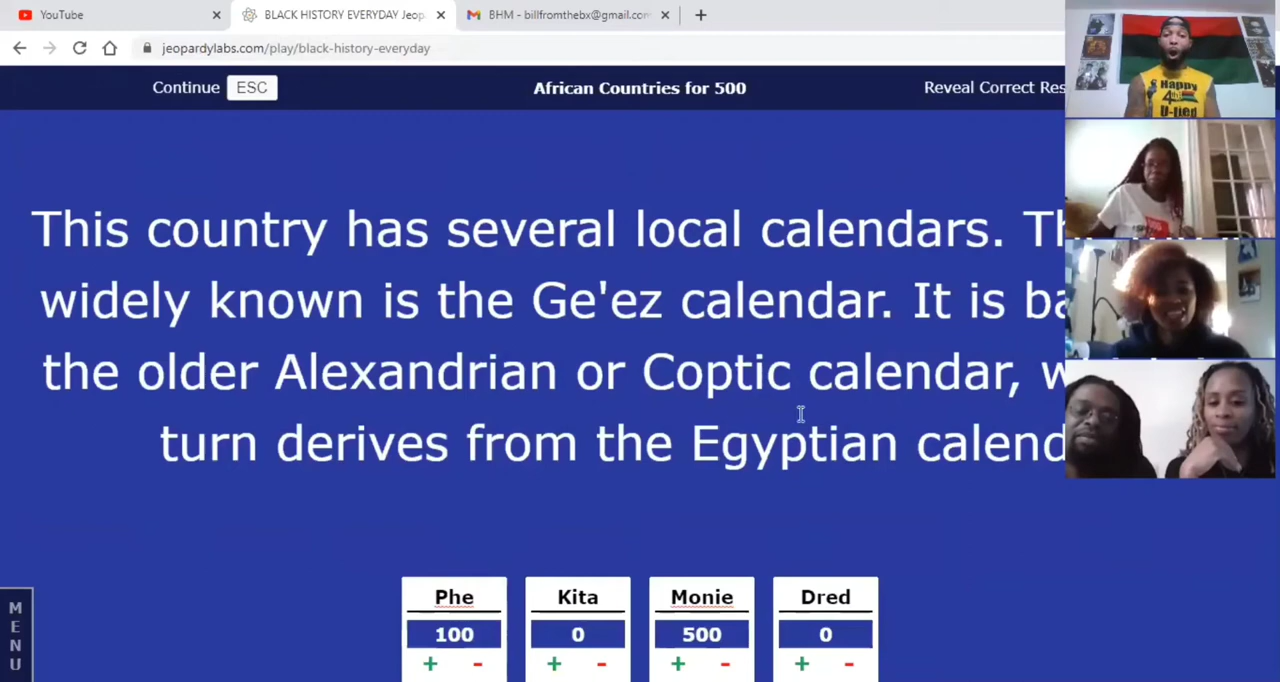 YouTube
BLACK HISTORY EVERYDAY Jeop
BHM - billfromthebx@gmail.com
jeopardylabs.com/play/black-history-everyday
Continue ESC
African Countries for 500
Reveal Correct Res
This country has several local calendars. Th
widely known is the Ge'ez calendar. It is ba
the older Alexandrian or Coptic calendar, w
turn derives from the Egyptian calend
Happy
4th
U-fied
MENU
Phe Kita Monie Dred
100 0 500 0
+ - + - + - + -